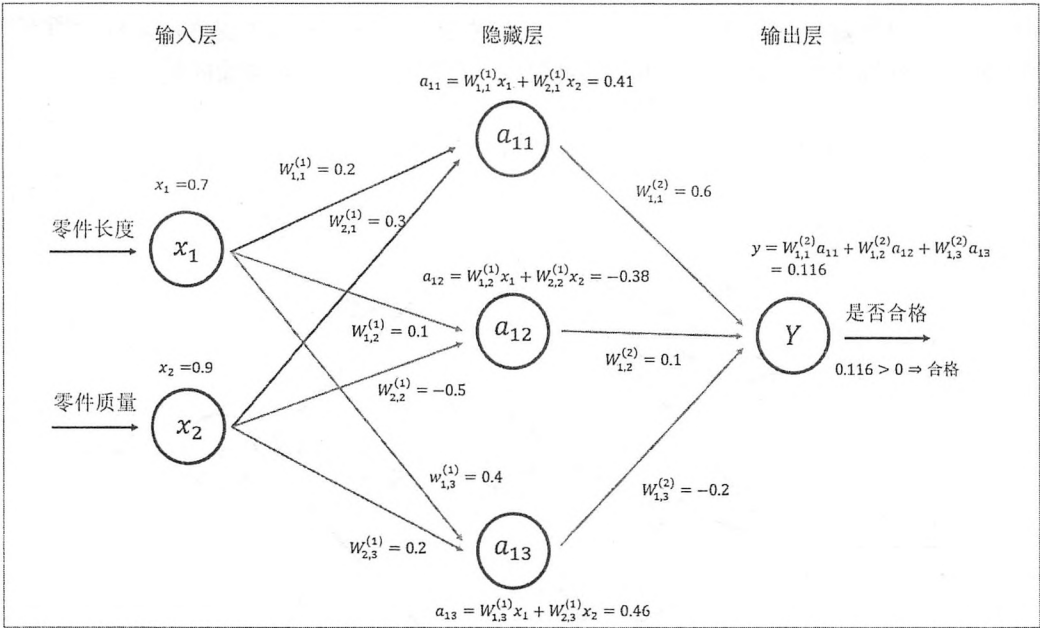 输入层
隐藏层
输出层
a₁₁ = W₁,₁⁽¹⁾x₁ + W₂,₁⁽¹⁾x₂ = 0.41
a₁₁
W₁,₁⁽¹⁾ = 0.2
x₁ =0.7
W₁,₁⁽²⁾ = 0.6
W₂,₁⁽¹⁾ = 0.3
零件长度
x₁
y = W₁,₁⁽²⁾a₁₁ + W₁,₂⁽²⁾a₁₂ + W₁,₃⁽²⁾a₁₃
= 0.116
a₁₂ = W₁,₂⁽¹⁾x₁ + W₂,₂⁽¹⁾x₂ = −0.38
是否合格
a₁₂
Y
W₁,₂⁽¹⁾ = 0.1
W₁,₂⁽²⁾ = 0.1
x₂ =0.9
0.116 > 0 ⇒ 合格
W₂,₂⁽¹⁾ = −0.5
零件质量
x₂
w₁,₃⁽¹⁾ = 0.4
W₁,₃⁽²⁾ = −0.2
W₂,₃⁽¹⁾ = 0.2
a₁₃
a₁₃ = W₁,₃⁽¹⁾x₁ + W₂,₃⁽¹⁾x₂ = 0.46